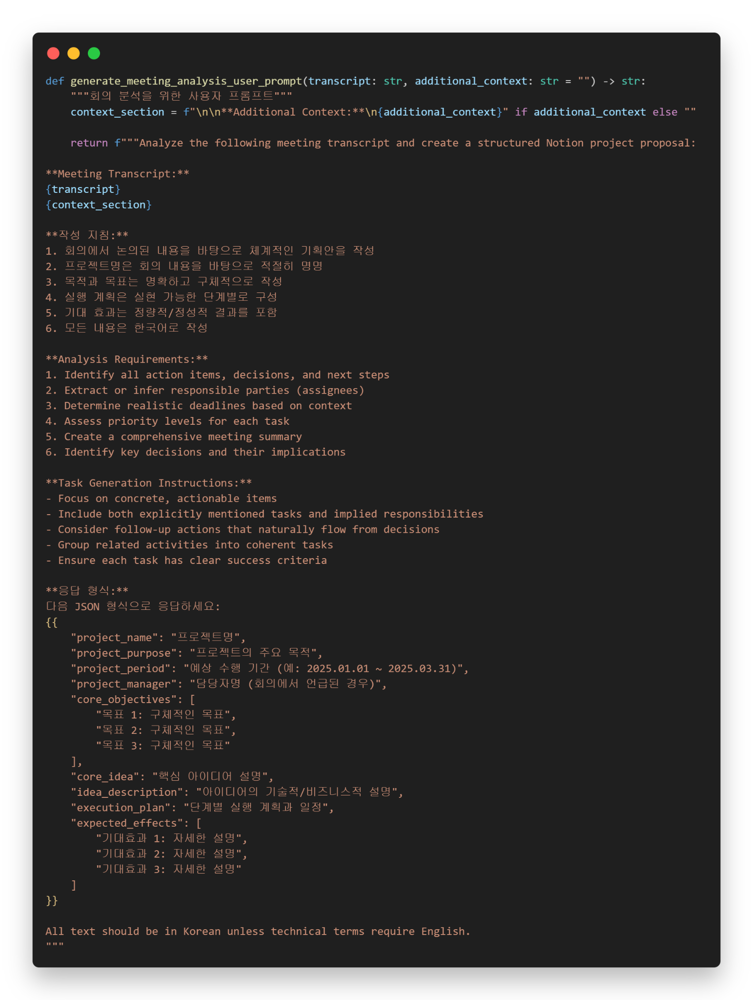 def generate_meeting_analysis_user_prompt(transcript: str, additional_context: str = "") -> str:
    """회의 분석을 위한 사용자 프롬프트"""
    context_section = f"\n\n**Additional Context:**\n{additional_context}" if additional_context else ""

    return f"""Analyze the following meeting transcript and create a structured Notion project proposal:

**Meeting Transcript:**
{transcript}
{context_section}

**작성 지침:**
1. 회의에서 논의된 내용을 바탕으로 체계적인 기획안을 작성
2. 프로젝트명은 회의 내용을 바탕으로 적절히 명명
3. 목적과 목표는 명확하고 구체적으로 작성
4. 실행 계획은 실현 가능한 단계별로 구성
5. 기대 효과는 정량적/정성적 결과를 포함
6. 모든 내용은 한국어로 작성

**Analysis Requirements:**
1. Identify all action items, decisions, and next steps
2. Extract or infer responsible parties (assignees)
3. Determine realistic deadlines based on context
4. Assess priority levels for each task
5. Create a comprehensive meeting summary
6. Identify key decisions and their implications

**Task Generation Instructions:**
- Focus on concrete, actionable items
- Include both explicitly mentioned tasks and implied responsibilities
- Consider follow-up actions that naturally flow from decisions
- Group related activities into coherent tasks
- Ensure each task has clear success criteria

**응답 형식:**
다음 JSON 형식으로 응답하세요:
{{
    "project_name": "프로젝트명",
    "project_purpose": "프로젝트의 주요 목적",
    "project_period": "예상 수행 기간 (예: 2025.01.01 ~ 2025.03.31)",
    "project_manager": "담당자명 (회의에서 언급된 경우)",
    "core_objectives": [
        "목표 1: 구체적인 목표",
        "목표 2: 구체적인 목표",
        "목표 3: 구체적인 목표"
    ],
    "core_idea": "핵심 아이디어 설명",
    "idea_description": "아이디어의 기술적/비즈니스적 설명",
    "execution_plan": "단계별 실행 계획과 일정",
    "expected_effects": [
        "기대효과 1: 자세한 설명",
        "기대효과 2: 자세한 설명",
        "기대효과 3: 자세한 설명"
    ]
}}

All text should be in Korean unless technical terms require English.
"""